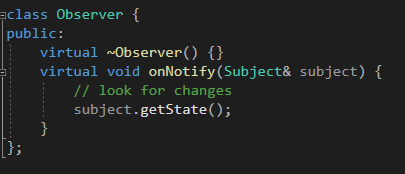 class Observer {
public:
    virtual ~Observer() {}
    virtual void onNotify(Subject& subject) {
        // look for changes
        subject.getState();
    }
};